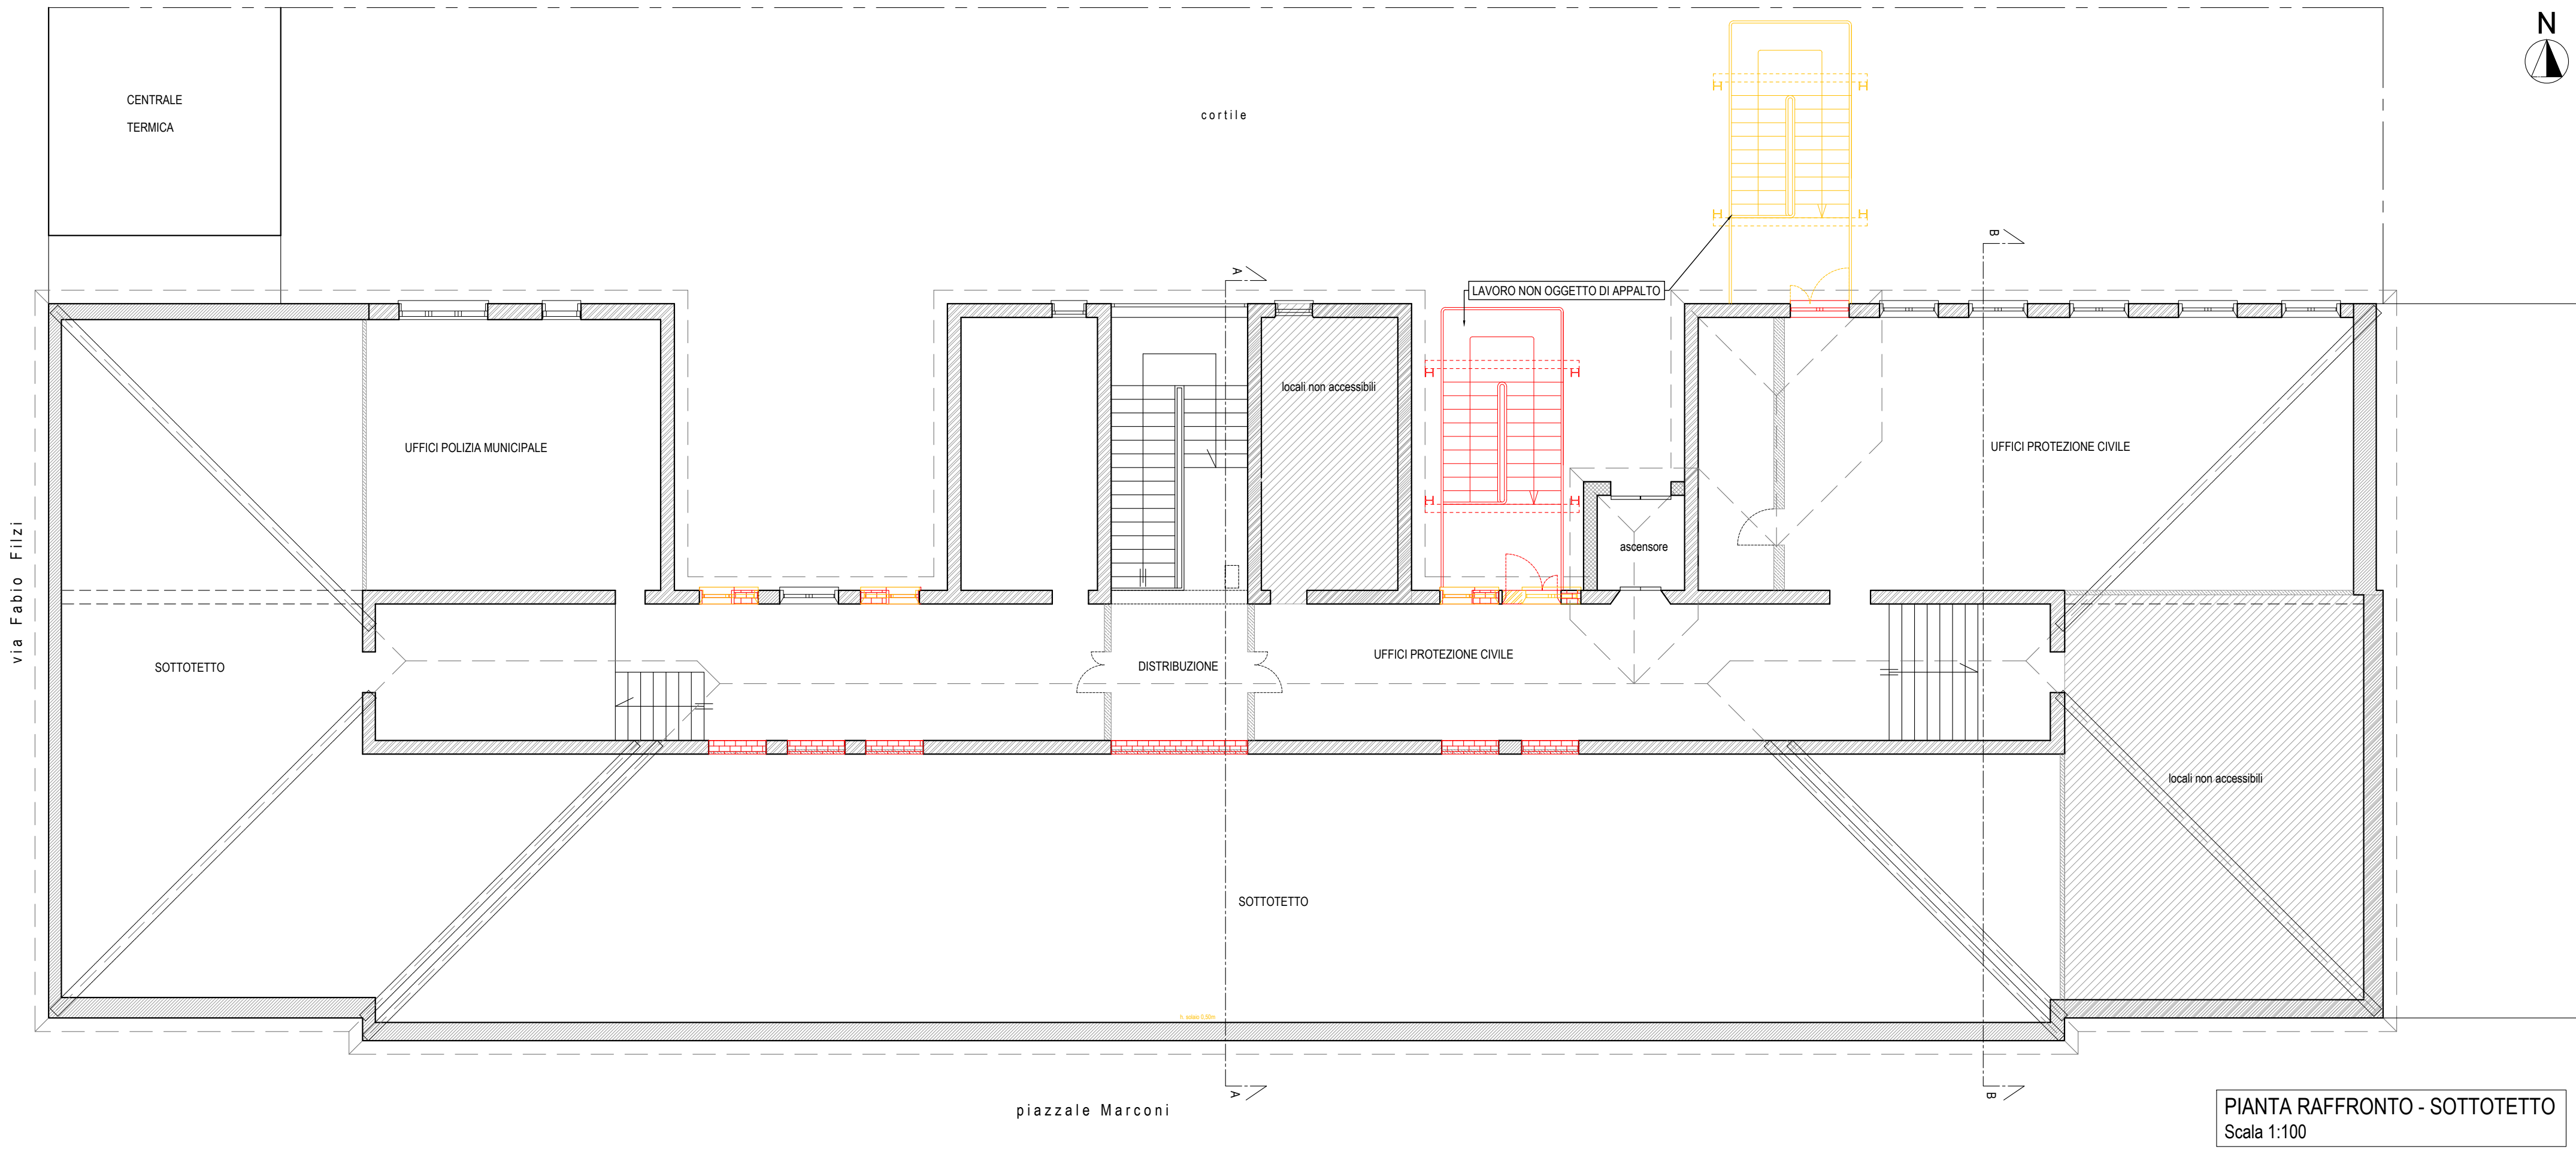 N
CENTRALE
TERMICA
cortile
B
A
LAVORO NON OGGETTO DI APPALTO
locali non accessibili
UFFICI POLIZIA MUNICIPALE
UFFICI PROTEZIONE CIVILE
ascensore
via Fabio Filzi
SOTTOTETTO
DISTRIBUZIONE
UFFICI PROTEZIONE CIVILE
locali non accessibili
SOTTOTETTO
A
B
piazzale Marconi
PIANTA RAFFRONTO - SOTTOTETTO
Scala 1:100